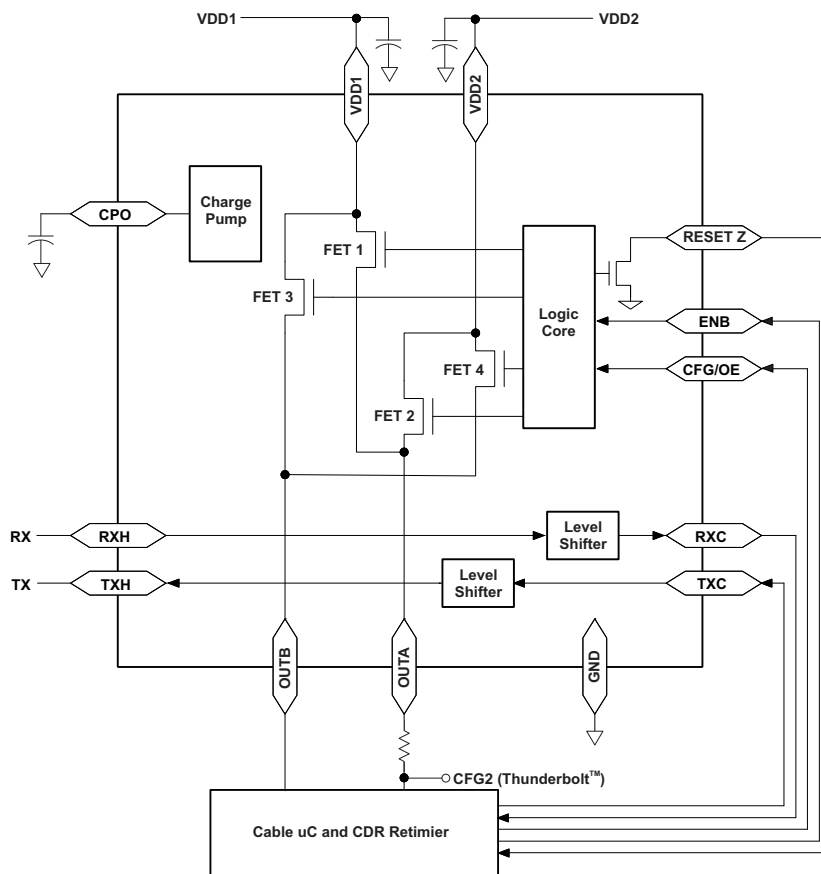 VDD1
VDD2
VDD1
VDD2
CPO
Charge
Pump
FET 1
FET 3
FET 4
FET 2
Logic
Core
RESET Z
ENB
CFG/OE
RX
RXH
Level
Shifter
RXC
TX
TXH
Level
Shifter
TXC
OUTB
OUTA
GND
CFG2 (Thunderbolt™)
Cable uC and CDR Retimier